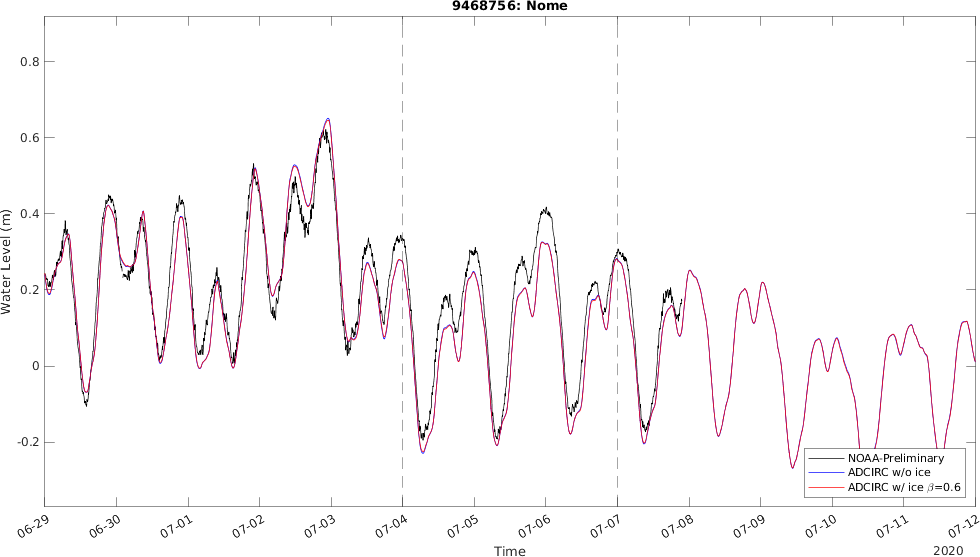 9468756: Nome
0.8
0.6
0.4
0.2
0
-0.2
Water Level (m)
NOAA-Preliminary
ADCIRC w/o ice
ADCIRC w/ ice β=0.6
06-29 06-30 07-01 07-02 07-03 07-04 07-05 07-06 07-07 07-08 07-09 07-10 07-11 07-12
Time
2020